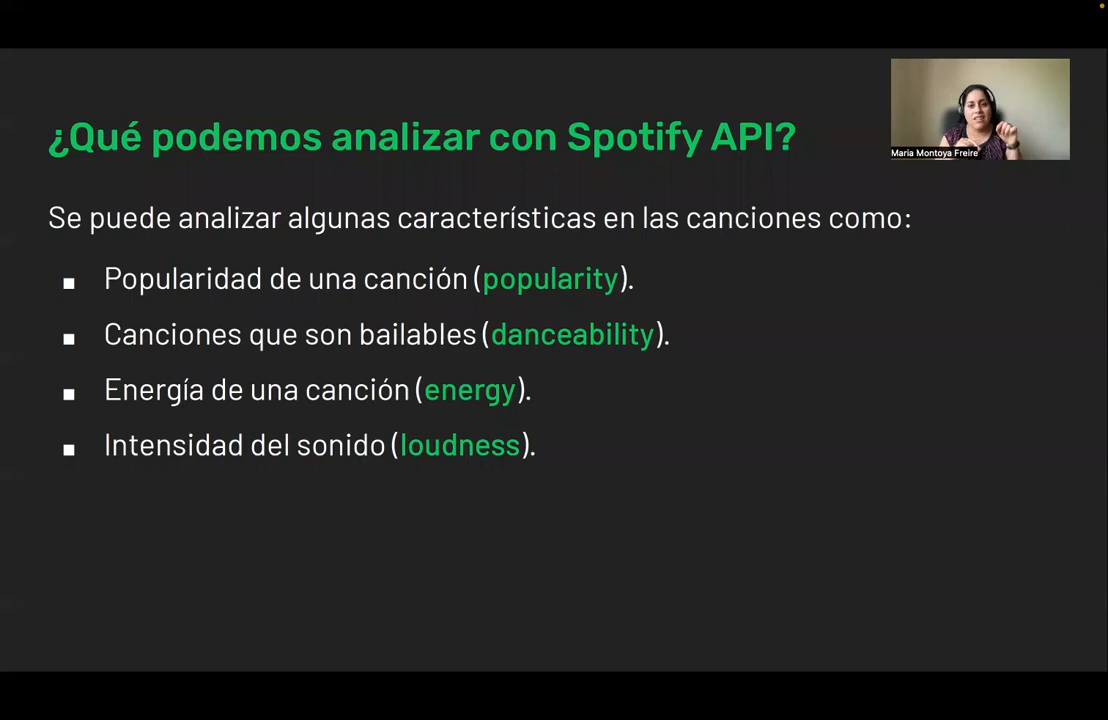 ¿Qué podemos analizar con Spotify API?
Maria Montoya Freire
Se puede analizar algunas características en las canciones como:
▪ Popularidad de una canción (popularity).
▪ Canciones que son bailables (danceability).
▪ Energía de una canción (energy).
▪ Intensidad del sonido (loudness).